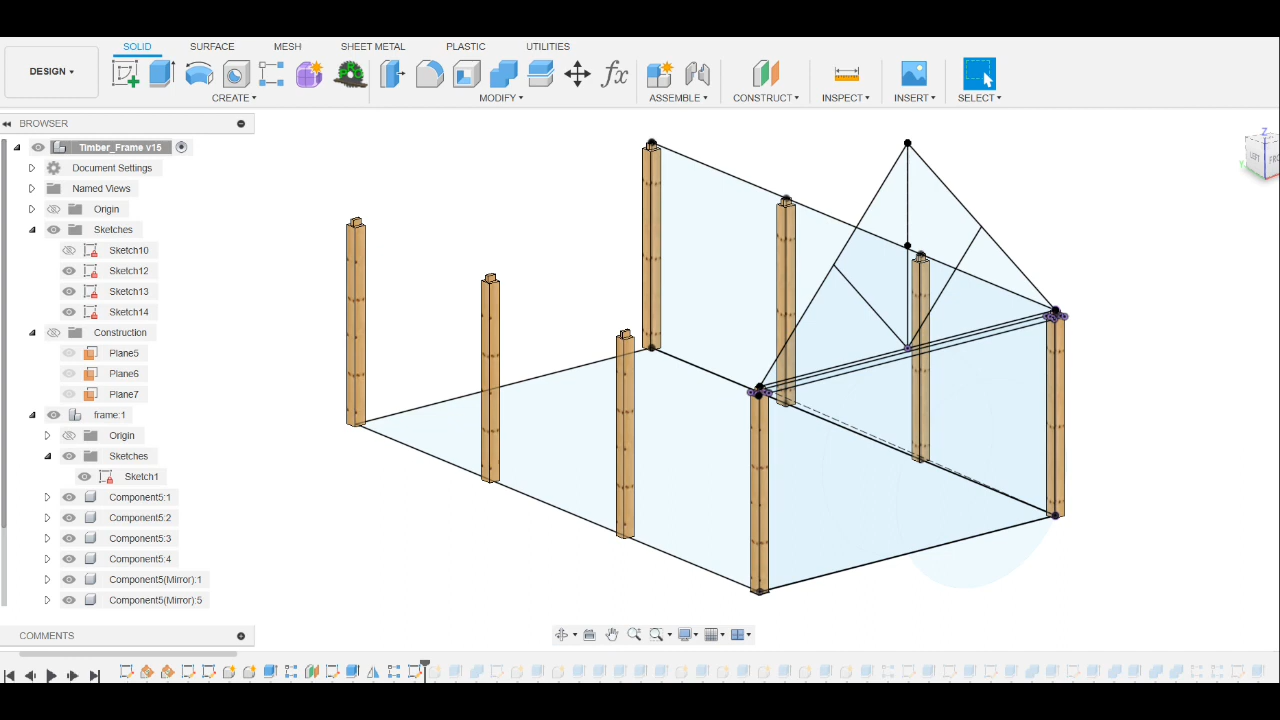 SOLID SURFACE MESH SHEET METAL PLASTIC UTILITIES
DESIGN
CREATE MODIFY ASSEMBLE CONSTRUCT INSPECT INSERT SELECT
BROWSER
Timber_Frame v15
Document Settings
Named Views
Origin
Sketches
Sketch10
Sketch12
Sketch13
Sketch14
Construction
Plane5
Plane6
Plane7
frame:1
Origin
Sketches
Sketch1
Component5:1
Component5:2
Component5:3
Component5:4
Component5(Mirror):1
Component5(Mirror):5
COMMENTS
Z
LEFT